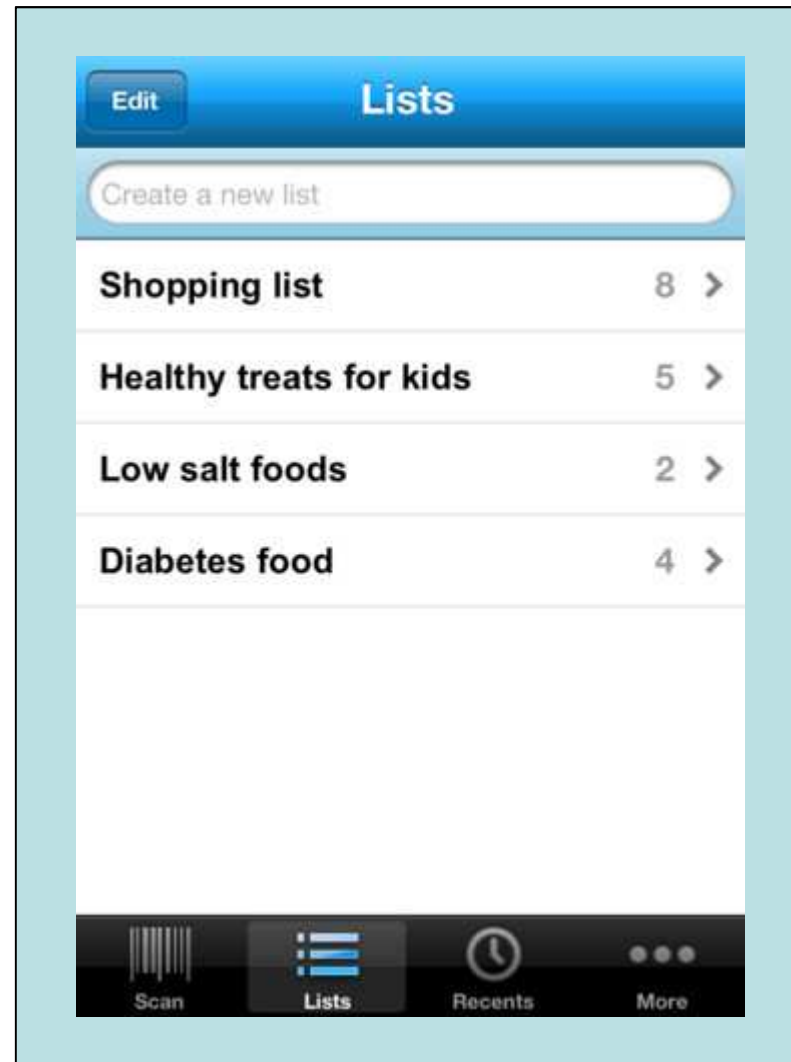 Edit Lists
Create a new list
Shopping list 8
Healthy treats for kids 5
Low salt foods 2
Diabetes food 4
Scan Lists Recents More